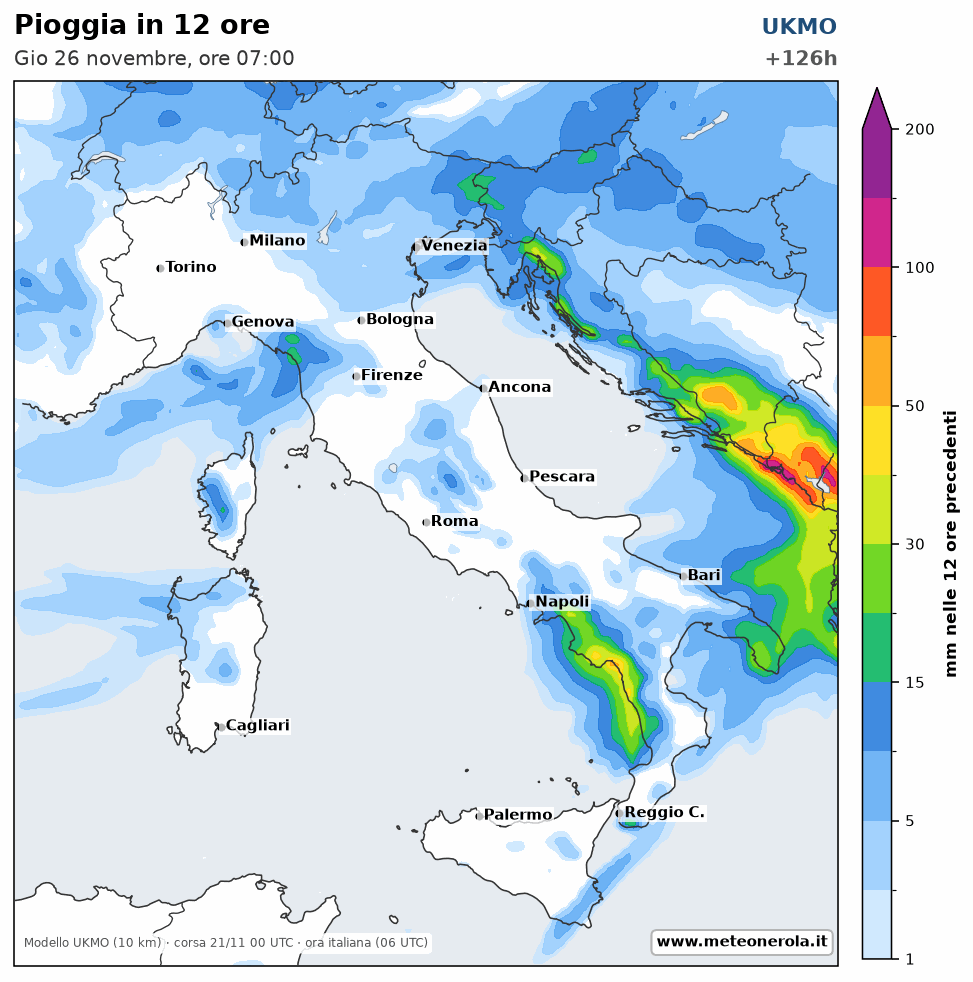 Pioggia in 12 ore
UKMO
Gio 26 novembre, ore 07:00
+126h
200
100
50
30
15
5
1
mm nelle 12 ore precedenti
Milano
Venezia
Torino
Genova
Bologna
Firenze
Ancona
Pescara
Roma
Bari
Napoli
Cagliari
Palermo
Reggio C.
Modello UKMO (10 km) · corsa 21/11 00 UTC · ora italiana (06 UTC)
www.meteonerola.it